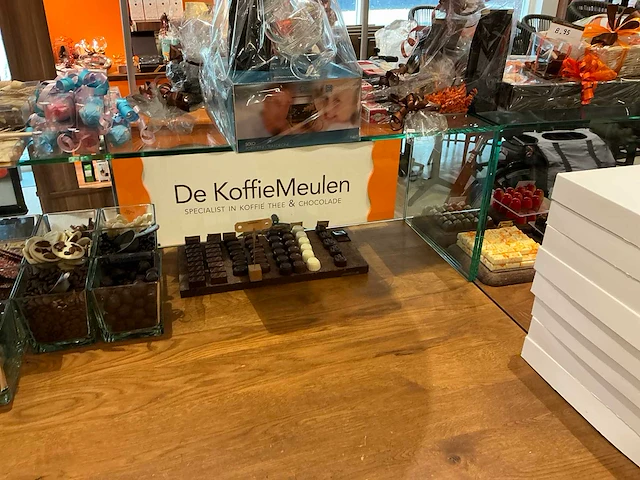 8,95
De KoffieMeulen
SPECIALIST IN KOFFIE THEE & CHOCOLADE